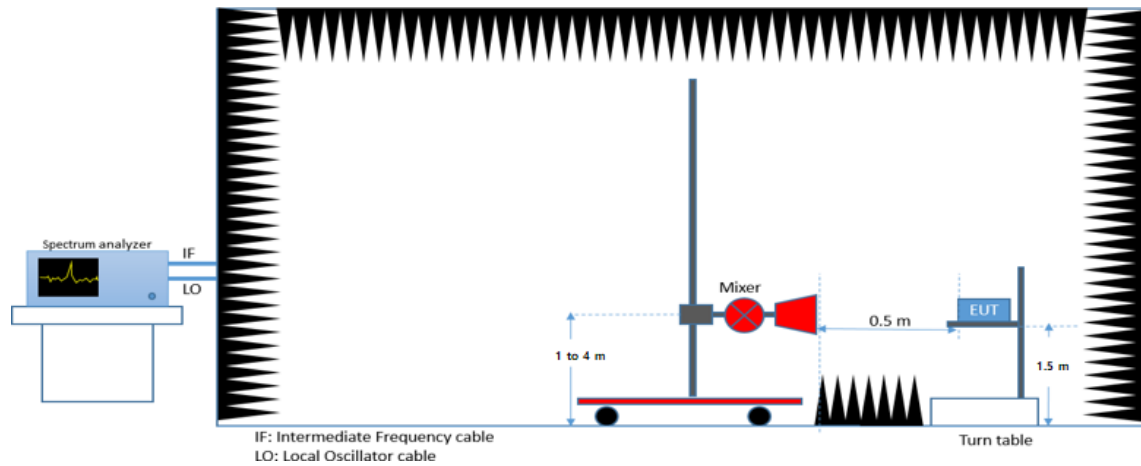 Spectrum analyzer
IF
LO
Mixer
EUT
0.5 m
1 to 4 m
1.5 m
IF: Intermediate Frequency cable
LO: Local Oscillator cable
Turn table